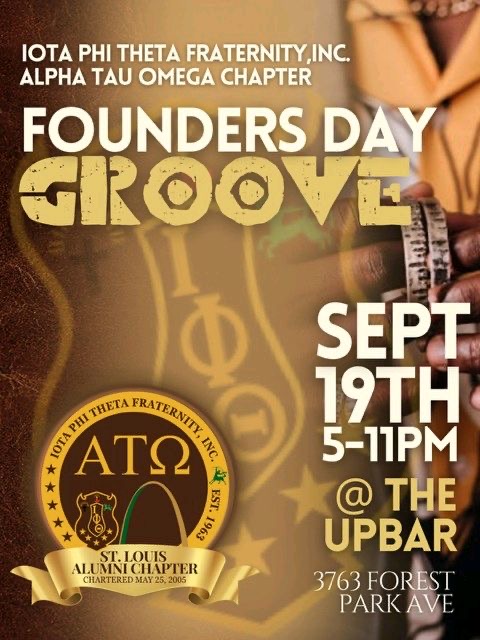 IOTA PHI THETA FRATERNITY,INC.
ALPHA TAU OMEGA CHAPTER
FOUNDERS DAY
GROOVE
ΙΦΘ
SEPT
19TH
5-11PM
@ THE
UPBAR
3763 FOREST
PARK AVE
IOTA PHI THETA FRATERNITY, INC.
EST. 1963
ΑΤΩ
ΙΦΘ
ST. LOUIS
ALUMNI CHAPTER
CHARTERED MAY 25, 2005